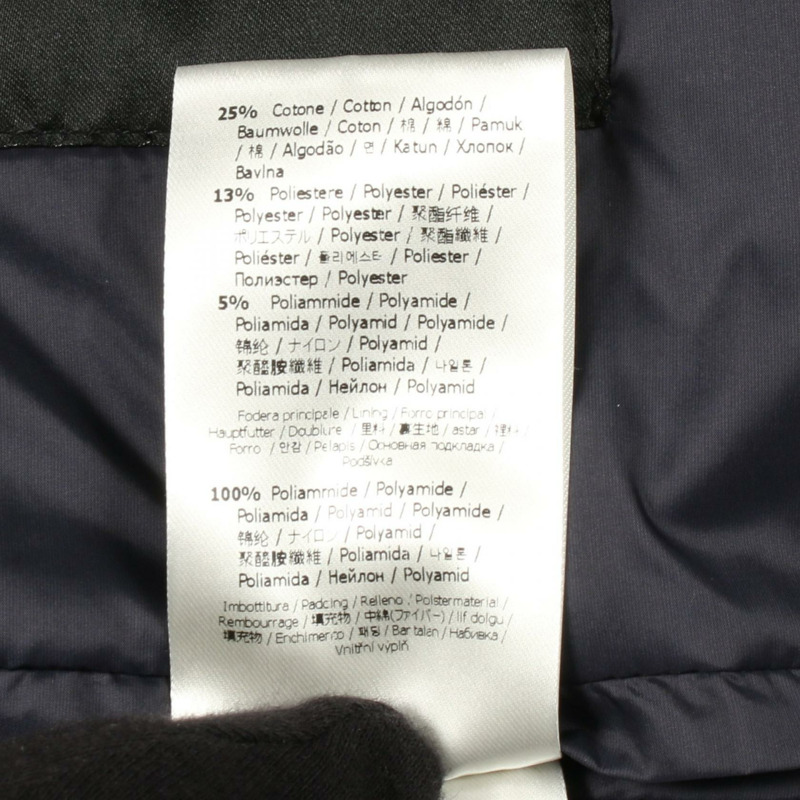 25% Cotone / Cotton / Algodón /
Baumwolle / Coton / 棉 / 綿 / Pamuk
/ 棉 / Algodão / 면 / Katun / Хлопок /
Bavlna
13% Poliestere / Polyester / Poliéster /
Polyester / Polyester / 聚酯纤维 /
ポリエステル / Polyester / 聚酯纖維 /
Poliéster / 폴리에스터 / Poliester /
Полиэстер / Polyester
5% Poliammide / Polyamide /
Poliamida / Polyamid / Polyamide /
锦纶 / ナイロン / Polyamid /
聚醯胺纖維 / Poliamida / 나일론 /
Poliamida / Нейлон / Polyamid
Fodera principale / Lining / Forro principal /
Hauptfutter / Doublure / 里料 / 裏生地 / astar / 裡料 /
Forro / 안감 / Pelapis / Основная подкладка /
Podšívka
100% Poliammide / Polyamide /
Poliamida / Polyamid / Polyamide /
锦纶 / ナイロン / Polyamid /
聚醯胺纖維 / Poliamida / 나일론 /
Poliamida / Нейлон / Polyamid
Imbottitura / Padding / Relleno / Polstermaterial /
Rembourrage / 填充物 / 中綿(ファイバー) / lif dolgu /
填充物 / Enchimento / 패딩 / Bantalan / Набивка /
Vnitřní výplň